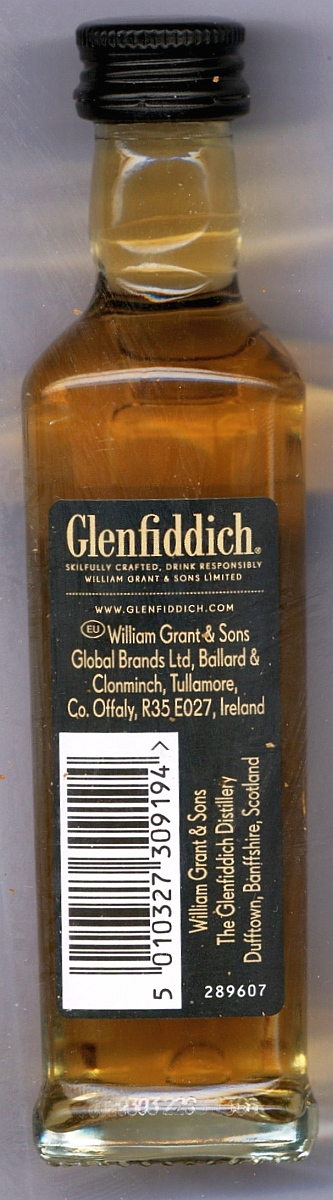 Glenfiddich®
SKILFULLY CRAFTED, DRINK RESPONSIBLY
WILLIAM GRANT & SONS LIMITED
WWW.GLENFIDDICH.COM
EU William Grant & Sons
Global Brands Ltd, Ballard &
Clonminch, Tullamore,
Co. Offaly, R35 E027, Ireland
5 010327 309194 >
William Grant & Sons
The Glenfiddich Distillery
Dufftown, Banffshire, Scotland
289607